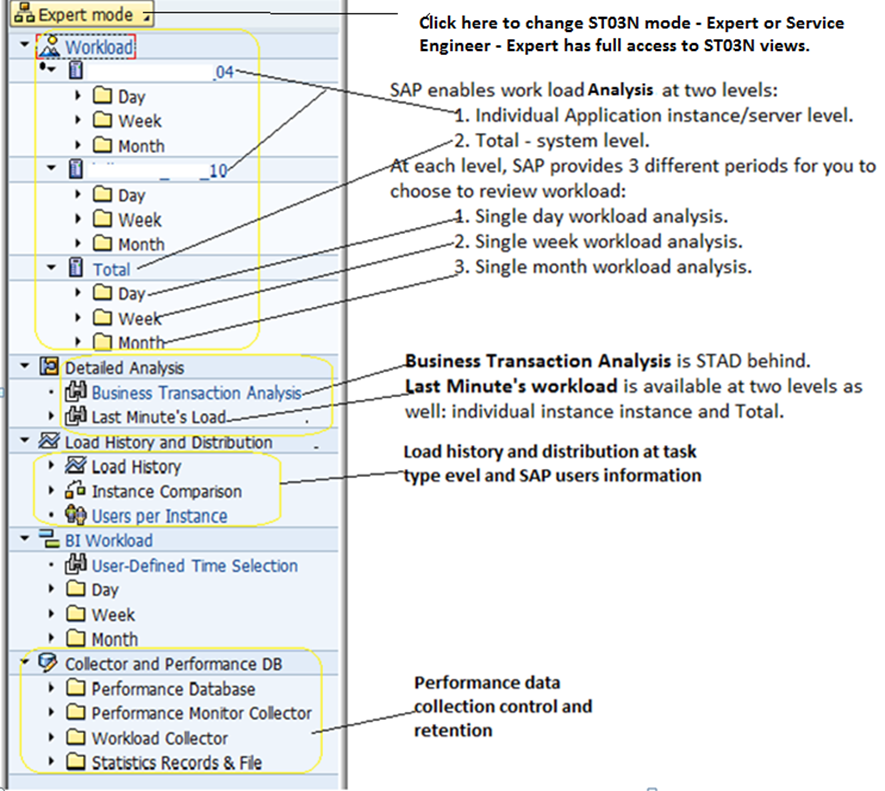 Expert mode
Click here to change ST03N mode - Expert or Service
Engineer - Expert has full access to ST03N views.
Workload
_04
Day
Week
Month
_ _10
Day
Week
Month
Total
Day
Week
Month
SAP enables work load Analysis at two levels:
1. Individual Application instance/server level.
2. Total - system level.
At each level, SAP provides 3 different periods for you to
choose to review workload:
1. Single day workload analysis.
2. Single week workload analysis.
3. Single month workload analysis.
Detailed Analysis
Business Transaction Analysis
Last Minute's Load
Business Transaction Analysis is STAD behind.
Last Minute's workload is available at two levels as
well: individual instance instance and Total.
Load History and Distribution
Load History
Instance Comparison
Users per Instance
Load history and distribution at task
type evel and SAP users information
BI Workload
User-Defined Time Selection
Day
Week
Month
Collector and Performance DB
Performance Database
Performance Monitor Collector
Workload Collector
Statistics Records & File
Performance data
collection control and
retention